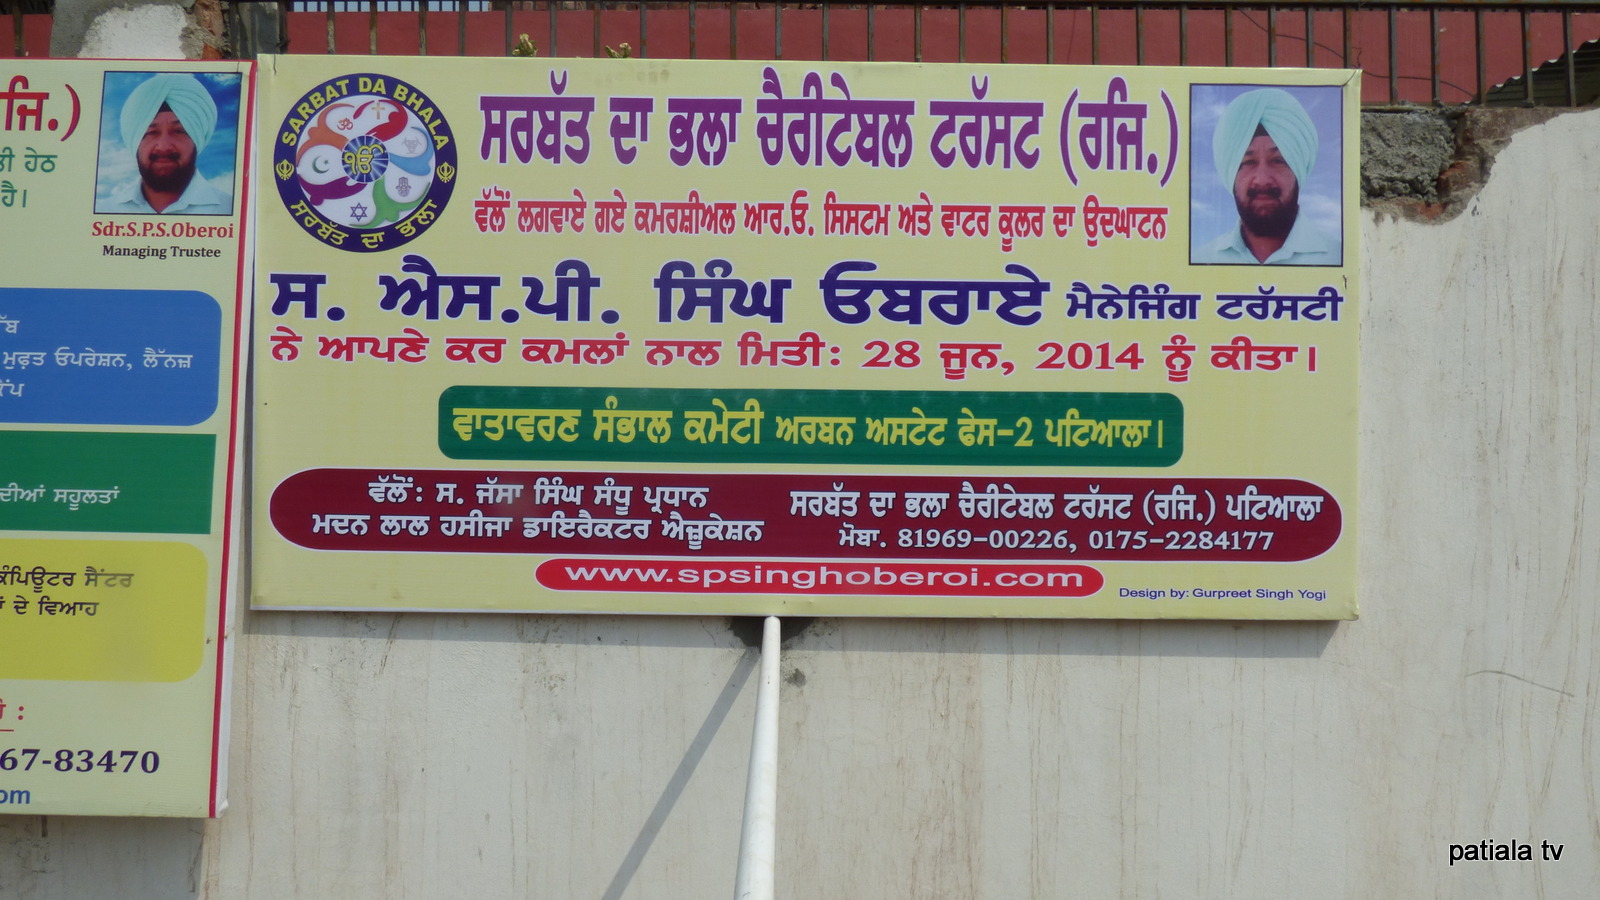 ਜਿ.)
ਤੀ ਹੇਠ
ਹੈ।
Sdr.S.P.S.Oberoi
Managing Trustee
ਮੁਫ਼ਤ ਓਪਰੇਸ਼ਨ, ਲੈੱਨਜ਼
ਦੀਆਂ ਸਹੂਲਤਾਂ
ਕੰਪਿਊਟਰ ਸੈਂਟਰ
ਦੇ ਵਿਆਹ
67-83470
om
SARBAT DA BHALA
ਸਰਬੱਤ ਦਾ ਭਲਾ
ਸਰਬੱਤ ਦਾ ਭਲਾ ਚੈਰੀਟੇਬਲ ਟਰੱਸਟ (ਰਜਿ.)
ਵੱਲੋਂ ਲਗਵਾਏ ਗਏ ਕਮਰਸ਼ੀਅਲ ਆਰ.ਓ. ਸਿਸਟਮ ਅਤੇ ਵਾਟਰ ਕੂਲਰ ਦਾ ਉਦਘਾਟਨ
ਸ. ਐਸ.ਪੀ. ਸਿੰਘ ਓਬਰਾਏ ਮੈਨੇਜਿੰਗ ਟਰੱਸਟੀ
ਨੇ ਆਪਣੇ ਕਰ ਕਮਲਾਂ ਨਾਲ ਮਿਤੀ: 28 ਜੂਨ, 2014 ਨੂੰ ਕੀਤਾ।
ਵਾਤਾਵਰਣ ਸੰਭਾਲ ਕਮੇਟੀ ਅਰਬਨ ਅਸਟੇਟ ਫੇਸ-2 ਪਟਿਆਲਾ।
ਵੱਲੋਂ: ਸ. ਜੱਸਾ ਸਿੰਘ ਸੰਧੂ ਪ੍ਰਧਾਨ
ਮਦਨ ਲਾਲ ਹਸੀਜਾ ਡਾਇਰੈਕਟਰ ਐਜ਼ੂਕੇਸ਼ਨ
ਸਰਬੱਤ ਦਾ ਭਲਾ ਚੈਰੀਟੇਬਲ ਟਰੱਸਟ (ਰਜਿ.) ਪਟਿਆਲਾ
ਮੋਬਾ. 81969-00226, 0175-2284177
www.spsinghoberoi.com
Design by: Gurpreet Singh Yogi
patiala tv